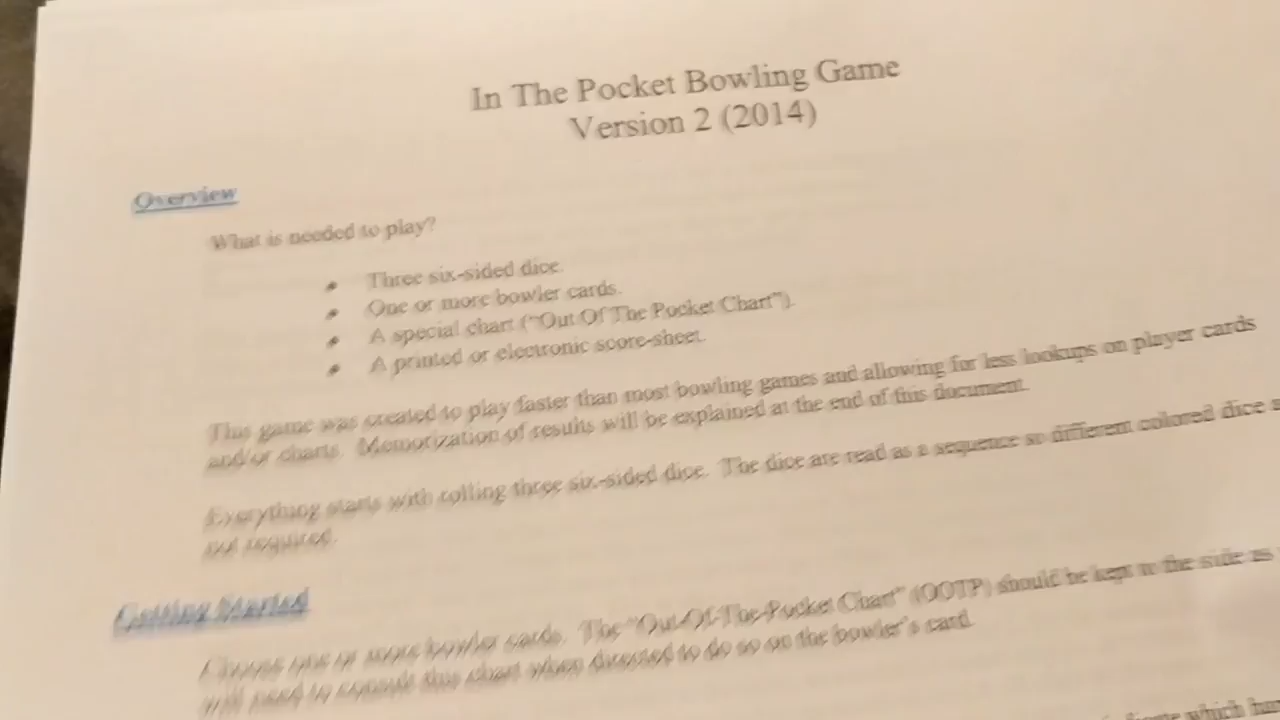 In The Pocket Bowling Game
Version 2 (2014)
Overview
What is needed to play?
• Three six-sided dice.
• One or more bowler cards.
• A special chart ("Out Of The Pocket Chart").
• A printed or electronic score-sheet.
This game was created to play faster than most bowling games and allowing for less lookups on player cards
and/or charts. Memorization of results will be explained at the end of this document.
Everything starts with rolling three six-sided dice. The dice are read as a sequence so different colored dice
not required.
Getting Started
Choose one or more bowler cards. The "Out-Of-The-Pocket Chart" (OOTP) should be kept to the side as
will need to consult this chart when directed to do so on the bowler's card.
which